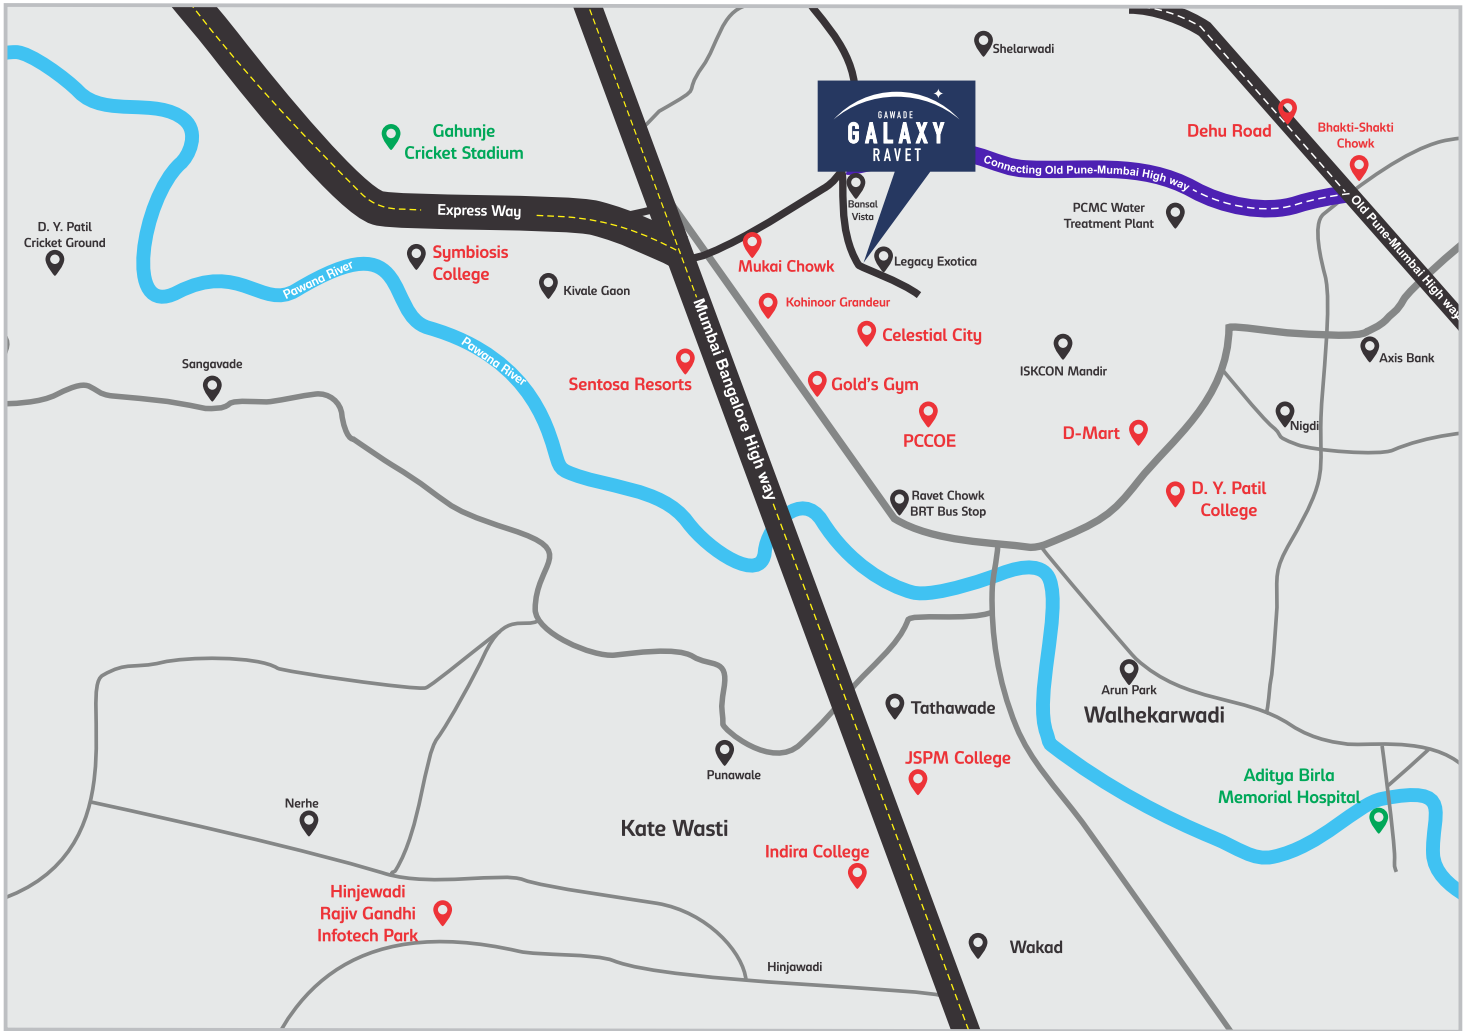 Shelarwadi
GAWADE
GALAXY
RAVET
Dehu Road
Bhakti-Shakti
Chowk
Gahunje
Cricket Stadium
Connecting Old Pune-Mumbai High way
Bansal
Vista
PCMC Water
Treatment Plant
Old Pune-Mumbai High way
Express Way
D. Y. Patil
Cricket Ground
Symbiosis
College
Mukai Chowk
Legacy Exotica
Pawana River
Kivale Gaon
Kohinoor Grandeur
Mumbai Bangalore High way
Celestial City
Pawana River
Sangavade
Sentosa Resorts
Gold's Gym
ISKCON Mandir
Axis Bank
PCCOE
D-Mart
Nigdi
Ravet Chowk
BRT Bus Stop
D. Y. Patil
College
Arun Park
Walhekarwadi
Tathawade
JSPM College
Punawale
Aditya Birla
Memorial Hospital
Nerhe
Kate Wasti
Indira College
Hinjewadi
Rajiv Gandhi
Infotech Park
Wakad
Hinjawadi